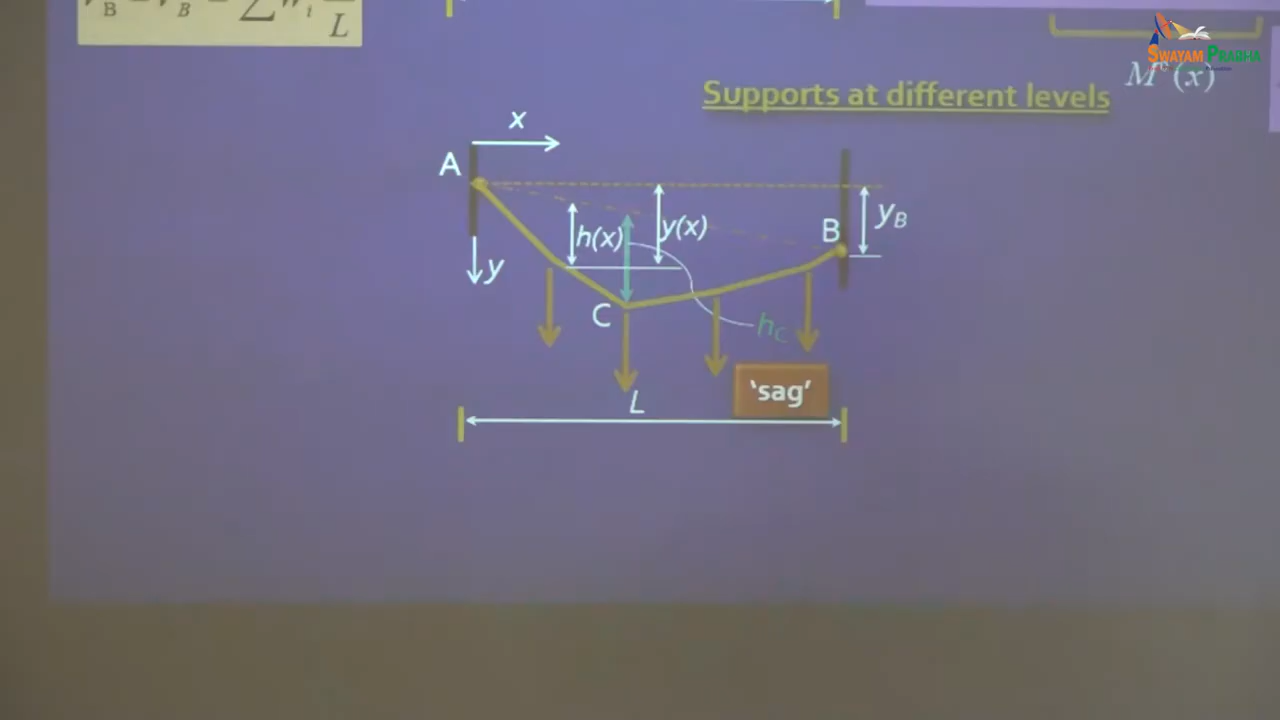 B B = ∑ W i L
SWAYAM PRABHA
M (x)
Supports at different levels
x
A
y_B
B
h(x)
y(x)
y
C
h_C
'sag'
L